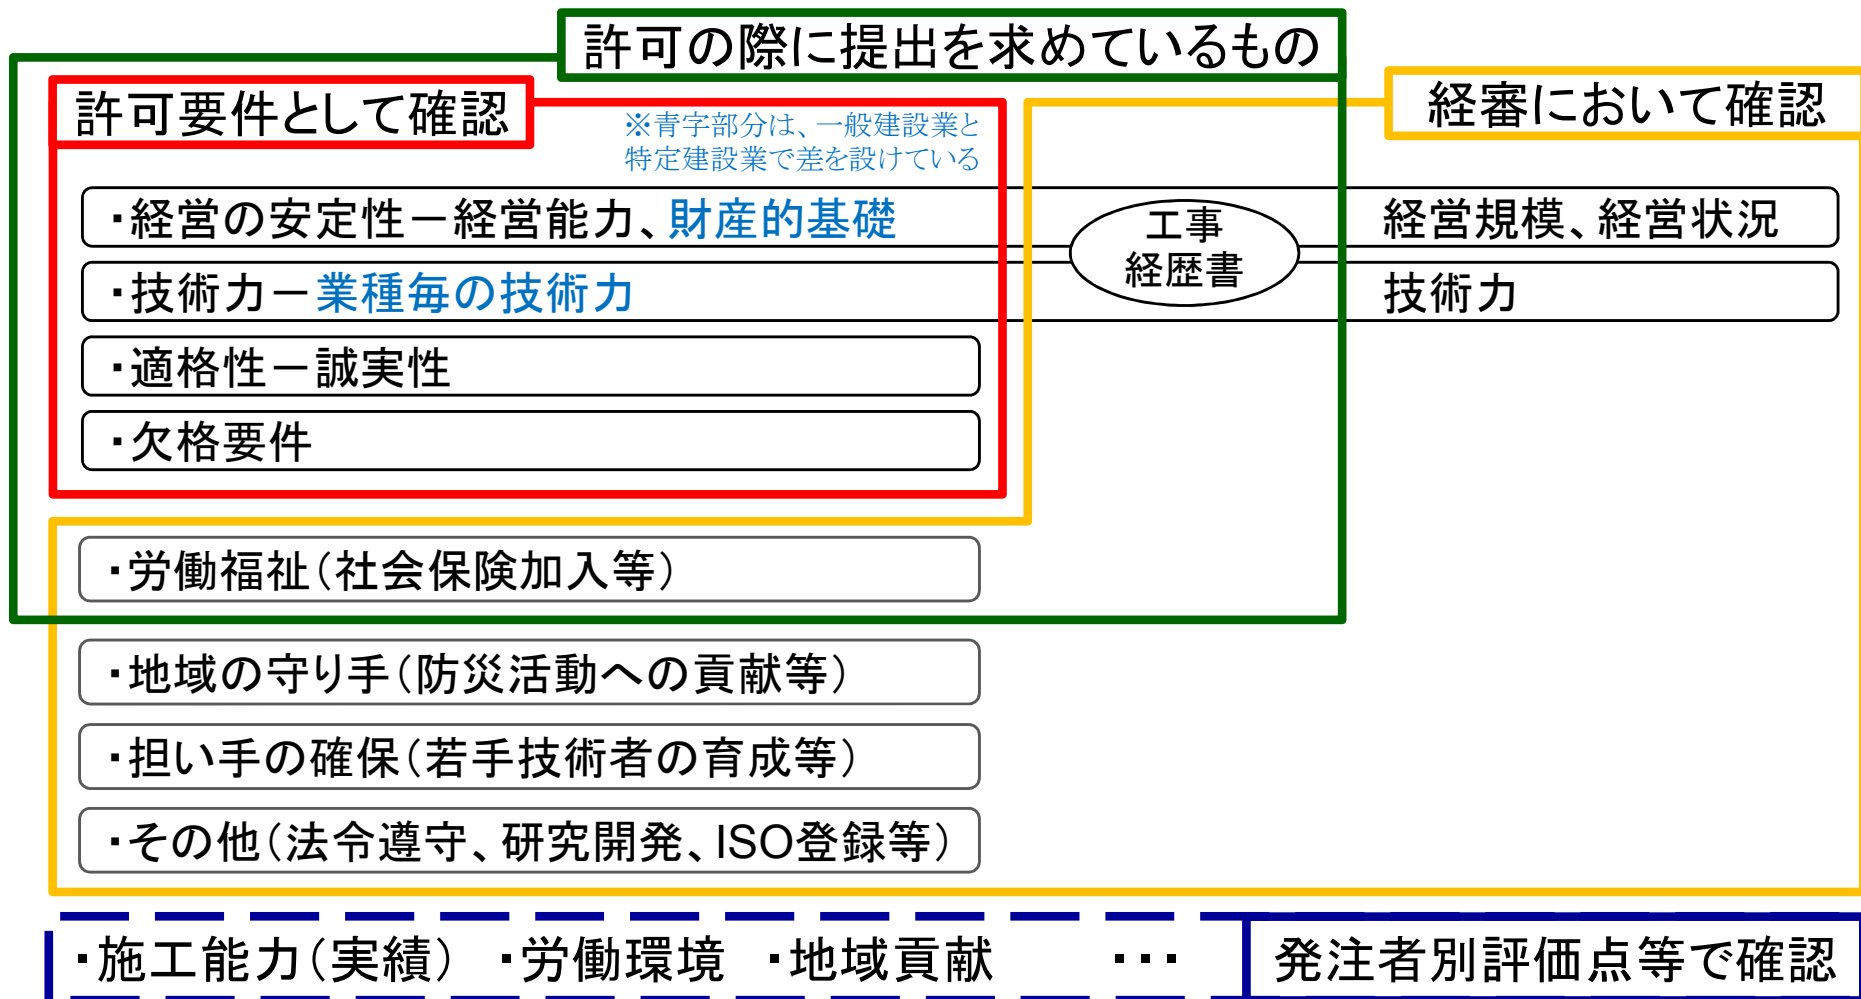 許可の際に提出を求めているもの
許可要件として確認
経審において確認
※青字部分は、一般建設業と
特定建設業で差を設けている
・経営の安定性－経営能力、財産的基礎
工事
経歴書
経営規模、経営状況
・技術力－業種毎の技術力
技術力
・適格性－誠実性
・欠格要件
・労働福祉（社会保険加入等）
・地域の守り手（防災活動への貢献等）
・担い手の確保（若手技術者の育成等）
・その他（法令遵守、研究開発、ISO登録等）
・施工能力（実績）　・労働環境　・地域貢献　　・・・
発注者別評価点等で確認